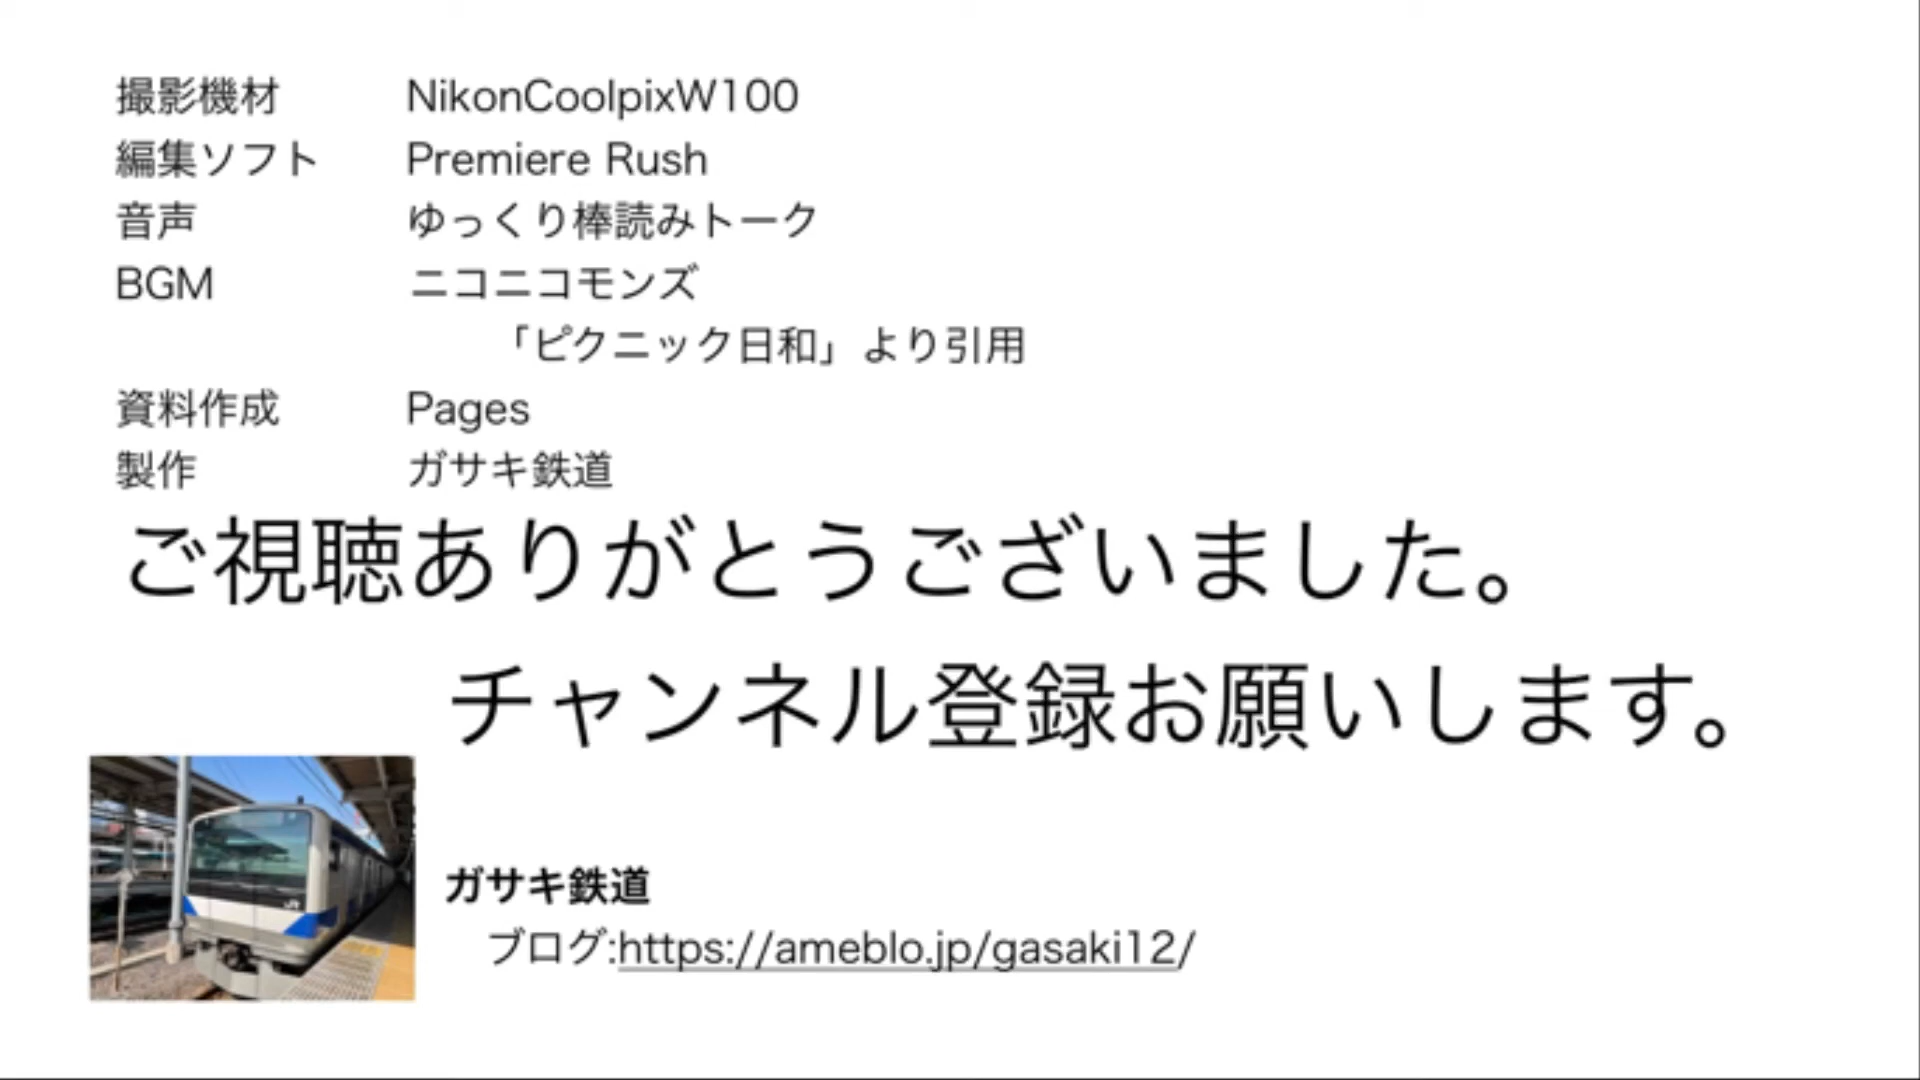 撮影機材 NikonCoolpixW100
編集ソフト Premiere Rush
音声 ゆっくり棒読みトーク
BGM ニコニコモンズ
「ピクニック日和」より引用
資料作成 Pages
製作 ガサキ鉄道
ご視聴ありがとうございました。
チャンネル登録お願いします。
JR
ガサキ鉄道
ブログ:https://ameblo.jp/gasaki12/